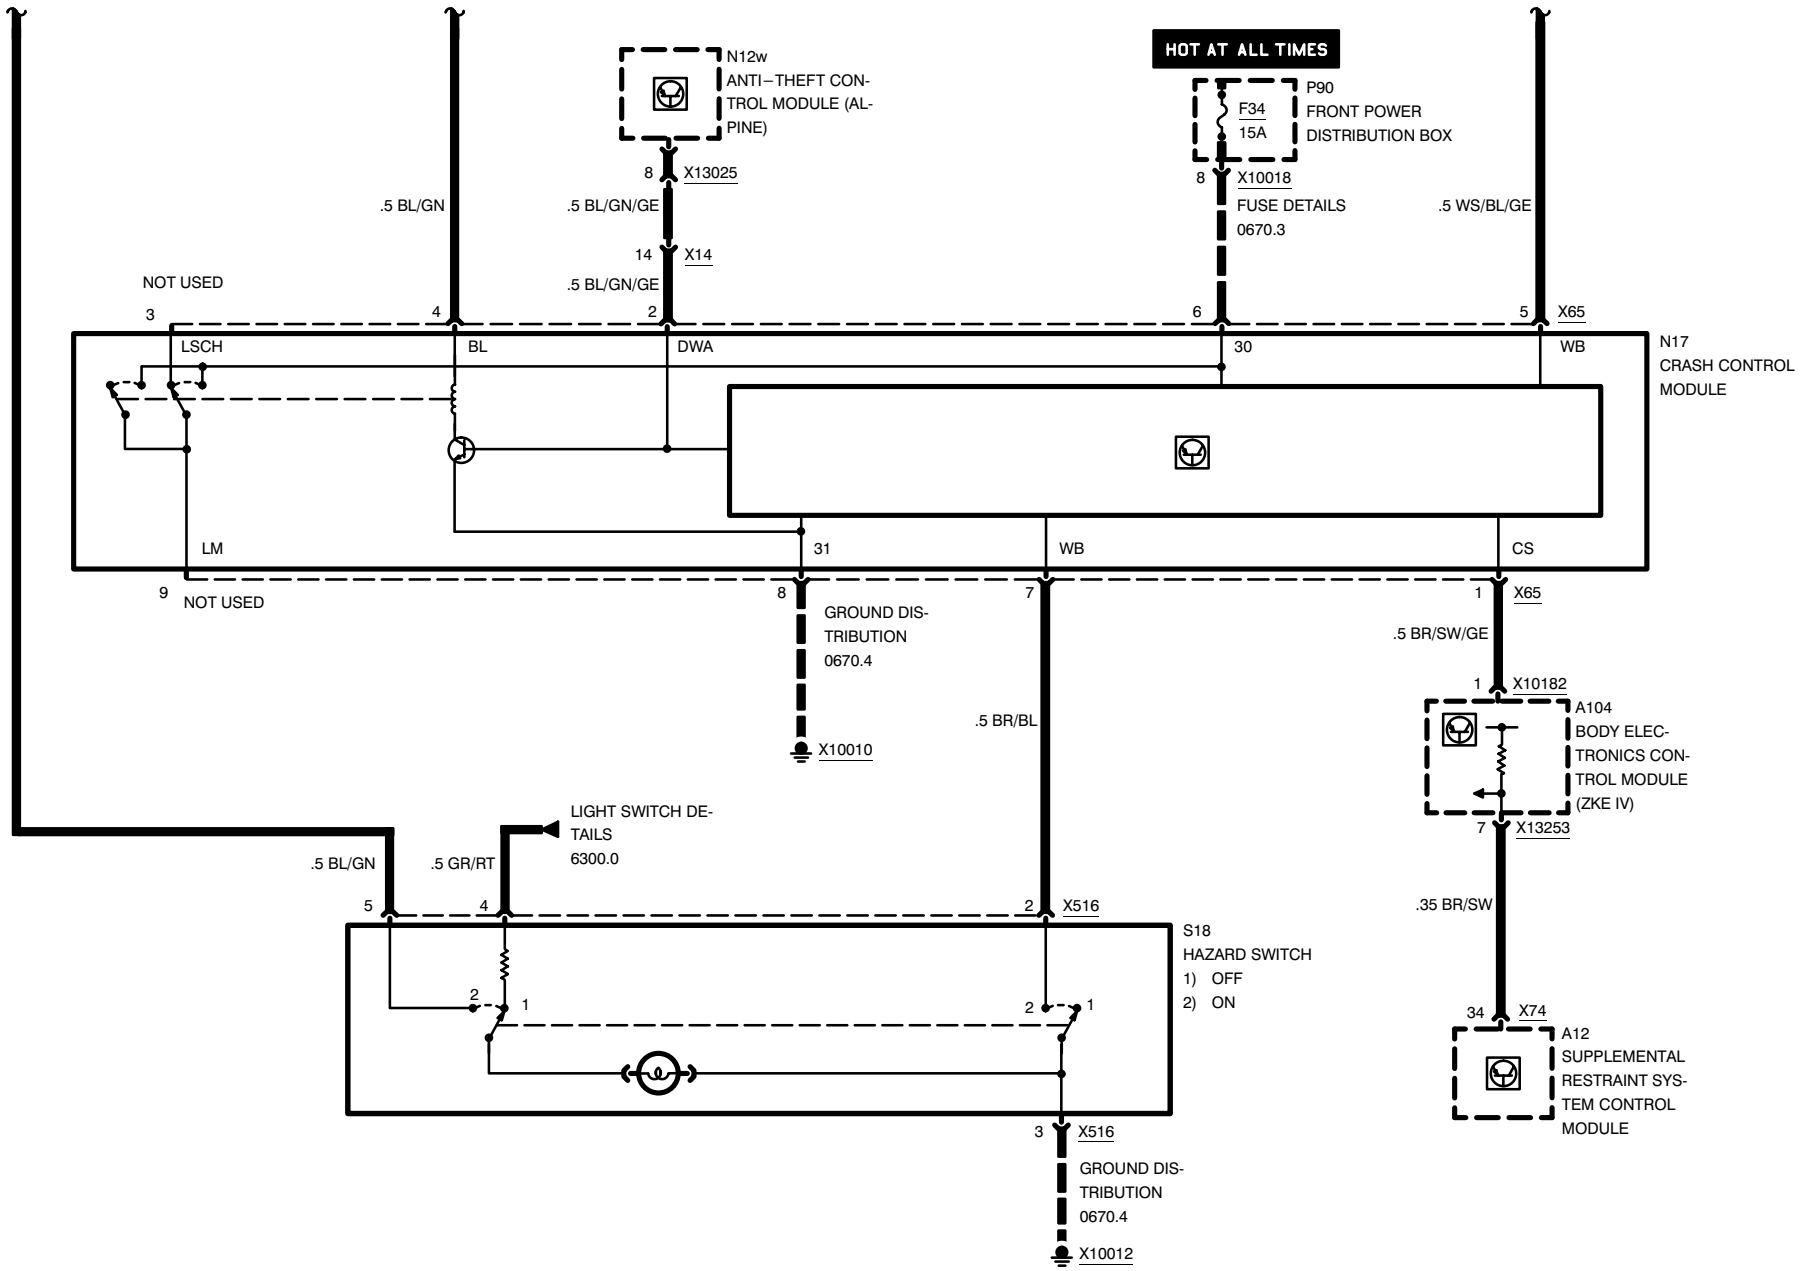 HOT AT ALL TIMES
N12w
ANTI-THEFT CON-
TROL MODULE (AL-
PINE)
P90
FRONT POWER
DISTRIBUTION BOX
F34
15A
8 X13025
8 X10018
.5 BL/GN
.5 BL/GN/GE
FUSE DETAILS
0670.3
.5 WS/BL/GE
14 X14
.5 BL/GN/GE
NOT USED
3
4
2
6
5 X65
LSCH
BL
DWA
30
WB
N17
CRASH CONTROL
MODULE
LM
31
WB
CS
9
NOT USED
8
7
1 X65
GROUND DIS-
TRIBUTION
0670.4
.5 BR/SW/GE
1 X10182
.5 BR/BL
X10010
A104
BODY ELEC-
TRONICS CON-
TROL MODULE
(ZKE IV)
7 X13253
LIGHT SWITCH DE-
TAILS
6300.0
.5 BL/GN
.5 GR/RT
.35 BR/SW
5
4
2 X516
S18
HAZARD SWITCH
1) OFF
2) ON
2
1
2
1
34 X74
A12
SUPPLEMENTAL
RESTRAINT SYS-
TEM CONTROL
MODULE
3 X516
GROUND DIS-
TRIBUTION
0670.4
X10012